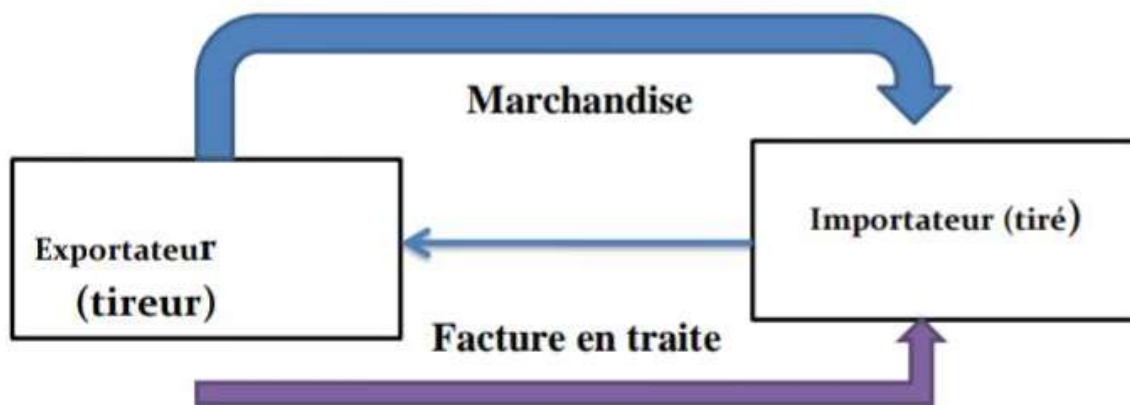 Marchandise
Importateur (tiré)
Exportateur
(tireur)
Facture en traite